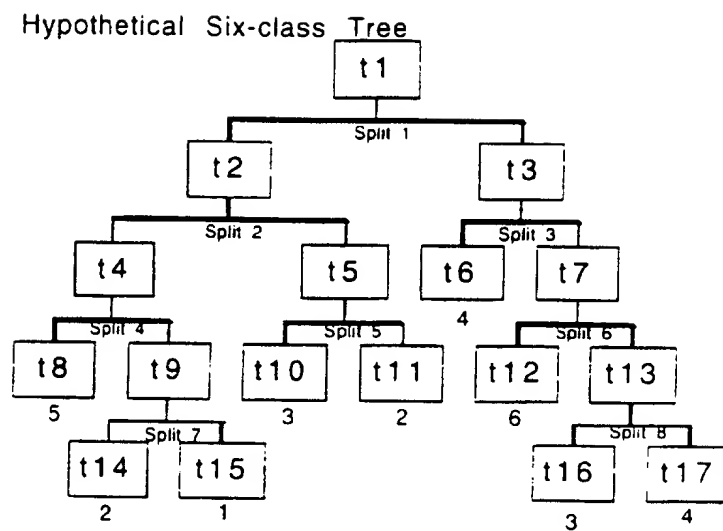 Hypothetical Six-class Tree
t1
Split 1
t2
t3
Split 2
Split 3
t4
t5
t6
t7
4
Split 4
Split 5
Split 6
t8
t9
t10
t11
t12
t13
5
3
2
6
Split 7
Split 8
t14
t15
t16
t17
2
1
3
4